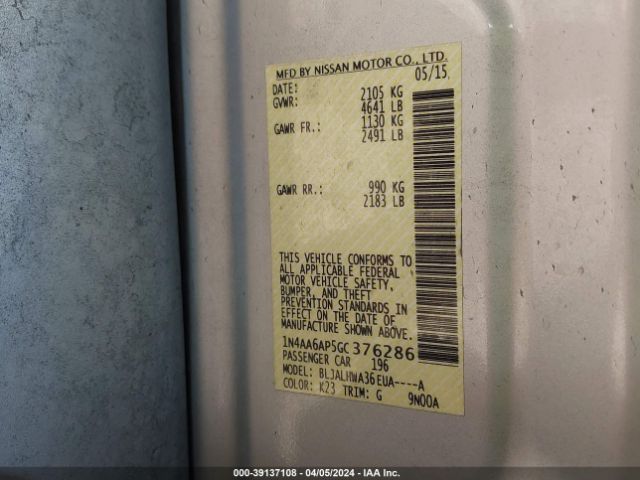 MFD BY NISSAN MOTOR CO., LTD.
DATE: 05/15
GVWR: 2105 KG
4641 LB
GAWR FR.: 1130 KG
2491 LB
GAWR RR.: 990 KG
2183 LB
THIS VEHICLE CONFORMS TO
ALL APPLICABLE FEDERAL
MOTOR VEHICLE SAFETY,
BUMPER, AND THEFT
PREVENTION STANDARDS IN
EFFECT ON THE DATE OF
MANUFACTURE SHOWN ABOVE.
1N4AA6AP5GC376286
PASSENGER CAR 196
MODEL: BLJALHWA36EUA----A
COLOR: K23 TRIM: G 9N00A
000-39137108 - 04/05/2024 - IAA Inc.